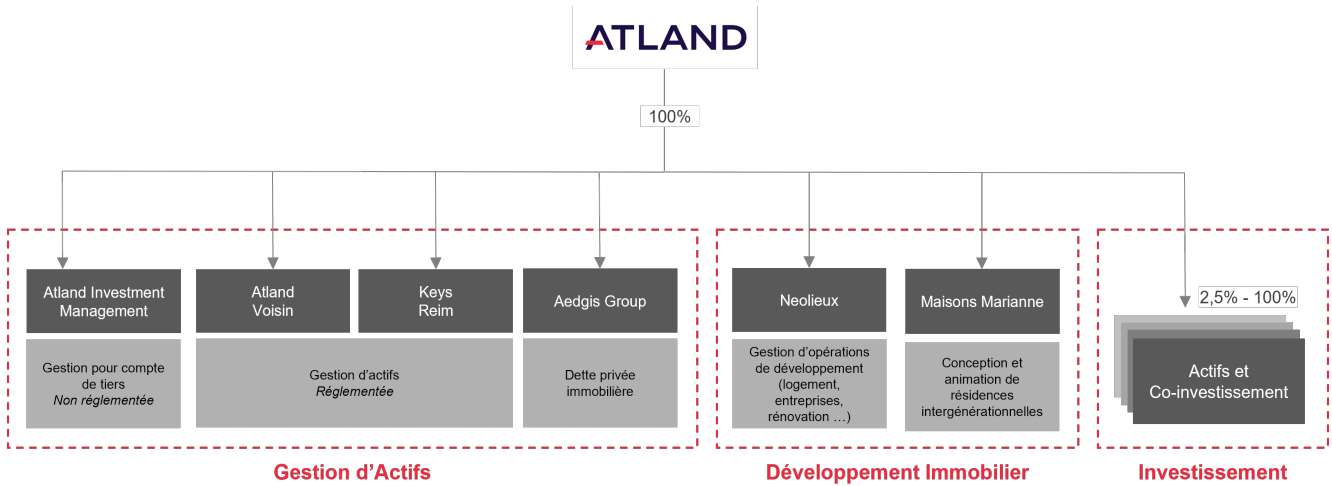 ATLAND
100%
2,5% - 100%
Atland Investment
Management
Atland
Voisin
Keys
Reim
Aedgis Group
Neolieux
Maisons Marianne
Actifs et
Co-investissement
Gestion pour compte
de tiers
Non réglementée
Gestion d'actifs
Réglementée
Dette privée
immobilière
Gestion d'opérations
de développement
(logement,
entreprises,
rénovation …)
Conception et
animation de
résidences
intergénérationnelles
Gestion d'Actifs
Développement Immobilier
Investissement